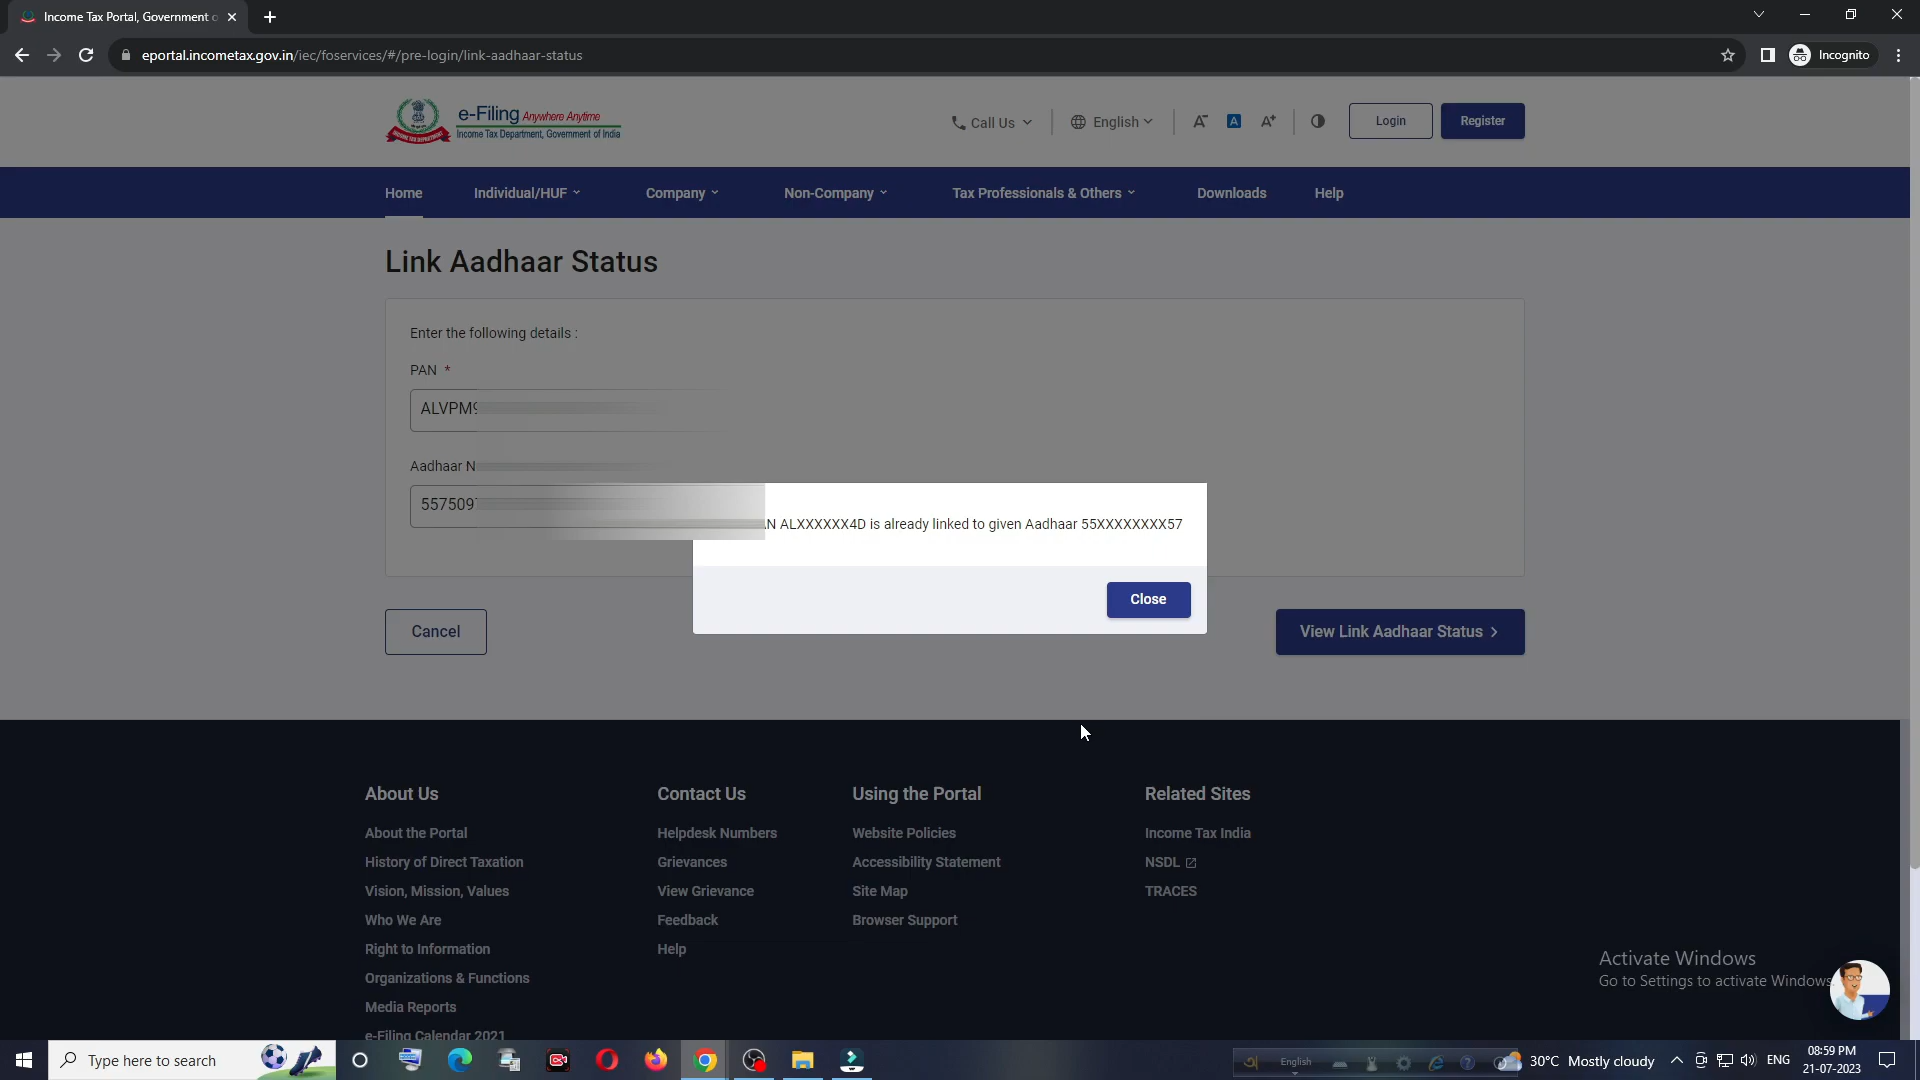 Income Tax Portal, Government o
eportal.incometax.gov.in/iec/foservices/#/pre-login/link-aadhaar-status
Incognito
e-Filing Anywhere Anytime
Income Tax Department, Government of India
Call Us
English
A-
A
A+
Login
Register
Home
Individual/HUF
Company
Non-Company
Tax Professionals & Others
Downloads
Help
Link Aadhaar Status
Enter the following details :
PAN *
ALVPM9
Aadhaar N
557509
N ALXXXXXX4D is already linked to given Aadhaar 55XXXXXXXX57
Close
Cancel
View Link Aadhaar Status
About Us
About the Portal
History of Direct Taxation
Vision, Mission, Values
Who We Are
Right to Information
Organizations & Functions
Media Reports
e-Filing Calendar 2021
Contact Us
Helpdesk Numbers
Grievances
View Grievance
Feedback
Help
Using the Portal
Website Policies
Accessibility Statement
Site Map
Browser Support
Related Sites
Income Tax India
NSDL
TRACES
Activate Windows
Go to Settings to activate Windows
Type here to search
English
30°C Mostly cloudy
ENG
08:59 PM
21-07-2023